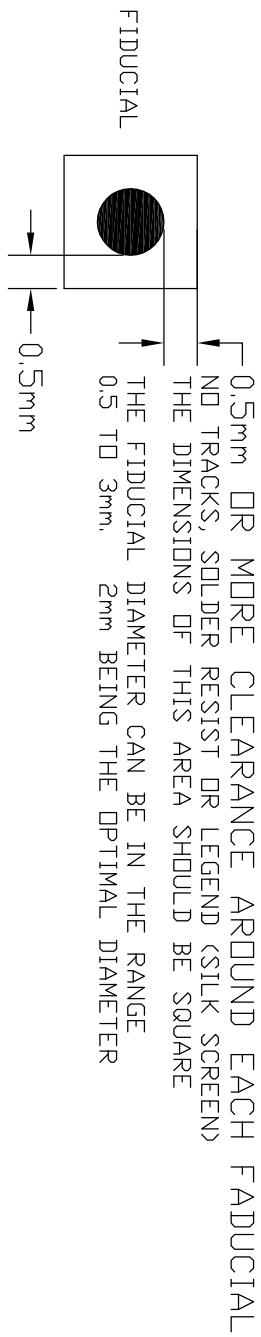 0.5mm OR MORE CLEARANCE AROUND EACH FADUCIAL
NO TRACKS, SOLDER RESIST OR LEGEND (SILK SCREEN)
THE DIMENSIONS OF THIS AREA SHOULD BE SQUARE
THE FIDUCIAL DIAMETER CAN BE IN THE RANGE
0.5 TO 3mm. 2mm BEING THE OPTIMAL DIAMETER
FIDUCIAL
0.5mm